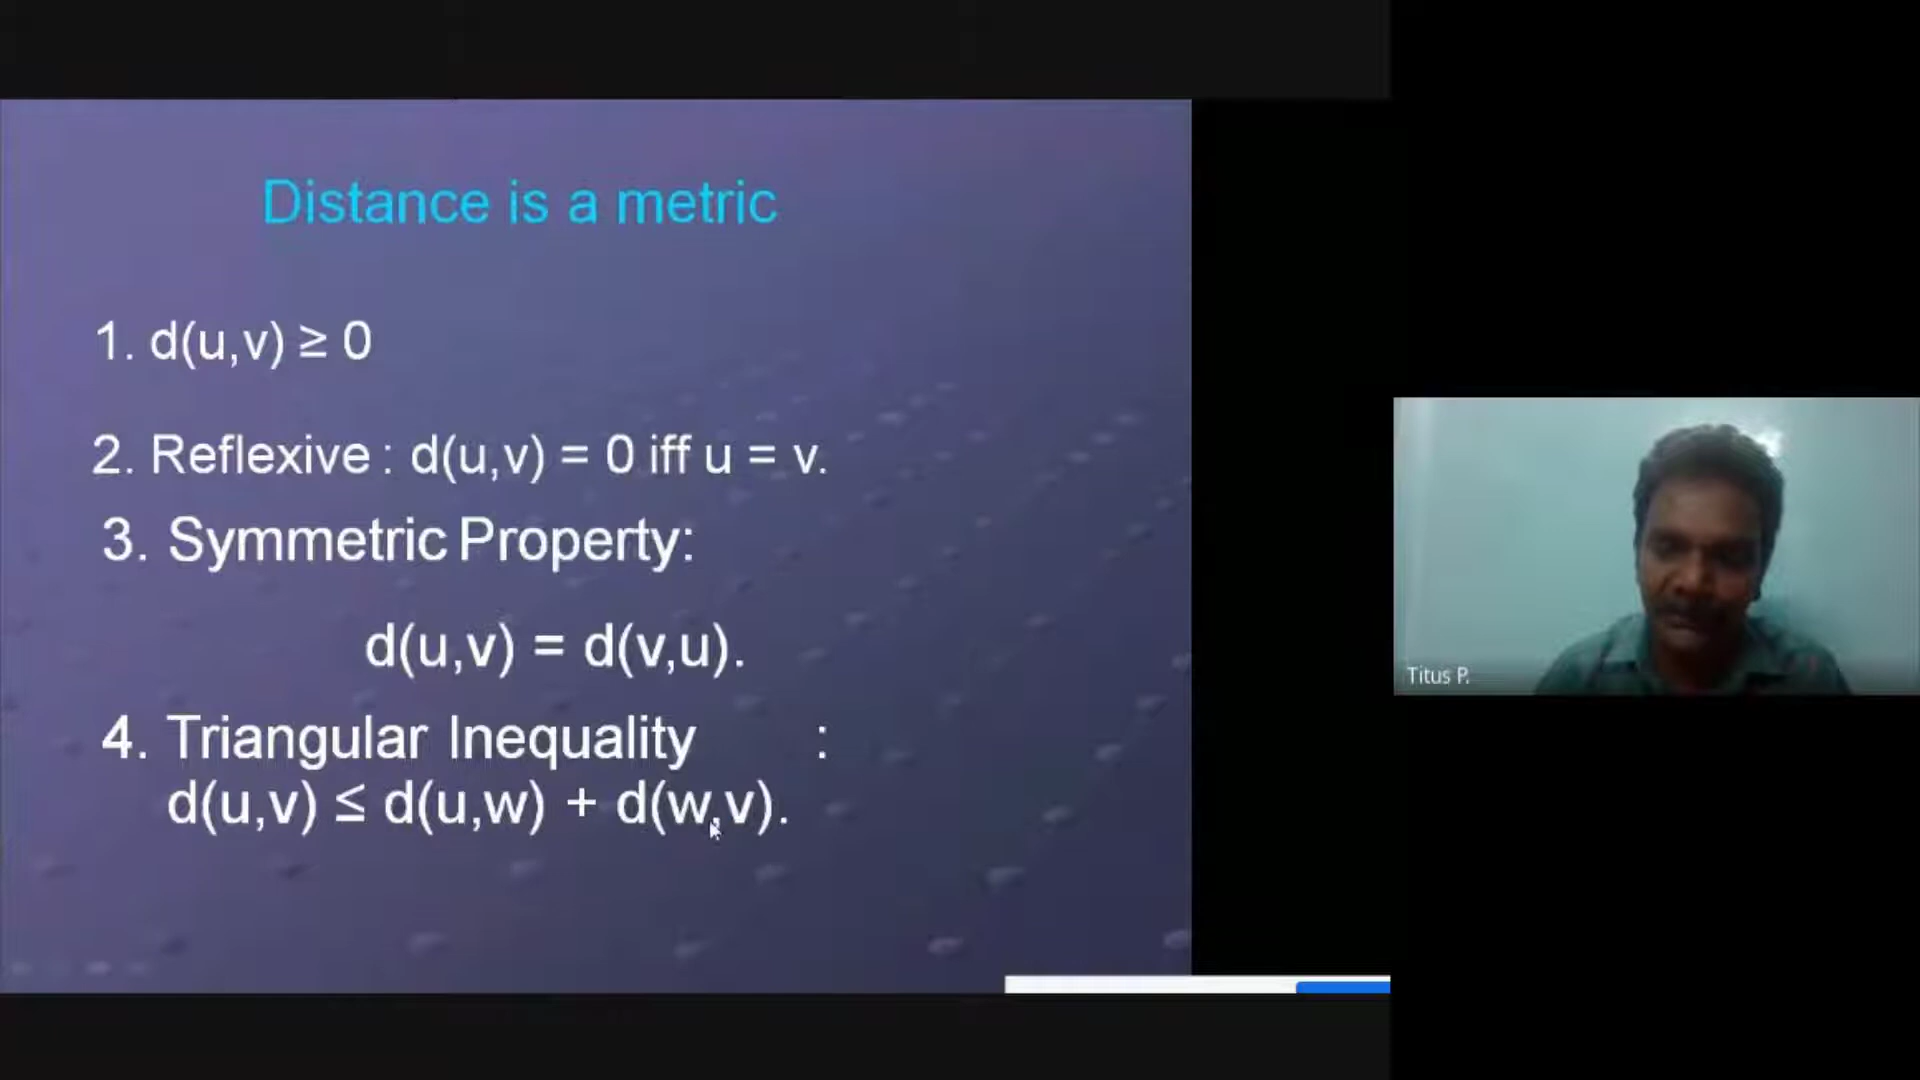 Distance is a metric
1. d(u,v) ≥ 0
2. Reflexive : d(u,v) = 0 iff u = v.
3. Symmetric Property:
d(u,v) = d(v,u).
4. Triangular Inequality :
d(u,v) ≤ d(u,w) + d(w,v).
Titus P.